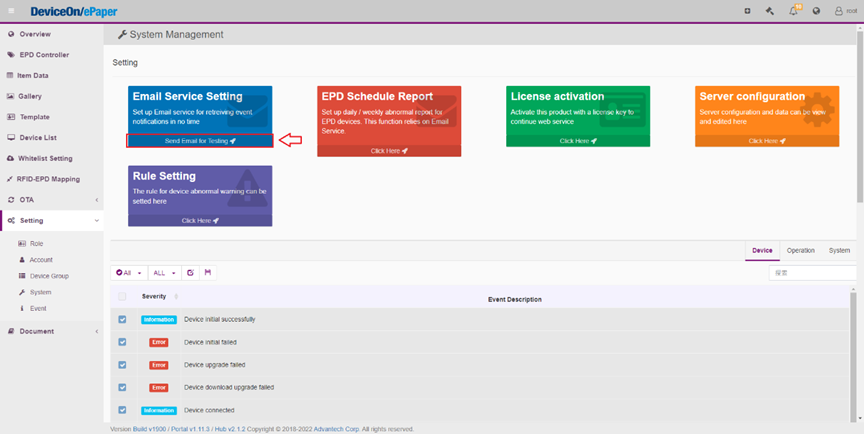 DeviceOn/ePaper
root
Overview
EPD Controller
Item Data
Gallery
Template
Device List
Whitelist Setting
RFID-EPD Mapping
OTA
Setting
Role
Account
Device Group
System
Event
Document
System Management
Setting
Email Service Setting
Set up Email service for retreiving event
notifications in no time
Send Email for Testing
EPD Schedule Report
Set up daily / weekly abnormal report for
EPD devices. This function relies on Email
Service.
Click Here
License activation
Activate this product with a license key to
continue web service
Click Here
Server configuration
Server configuration and data can be view
and edited here
Click Here
Rule Setting
The rule for device abnormal warning can be
setted here
Click Here
Device Operation System
All ALL
搜索
Severity Event Description
Information Device initial successfully
Error Device initial failed
Error Device upgrade failed
Error Device download upgrade failed
Information Device connected
Version Build v1900 / Portal v1.11.3 / Hub v2.1.2 Copyright © 2018-2022 Advantech Corp. All rights reserved.